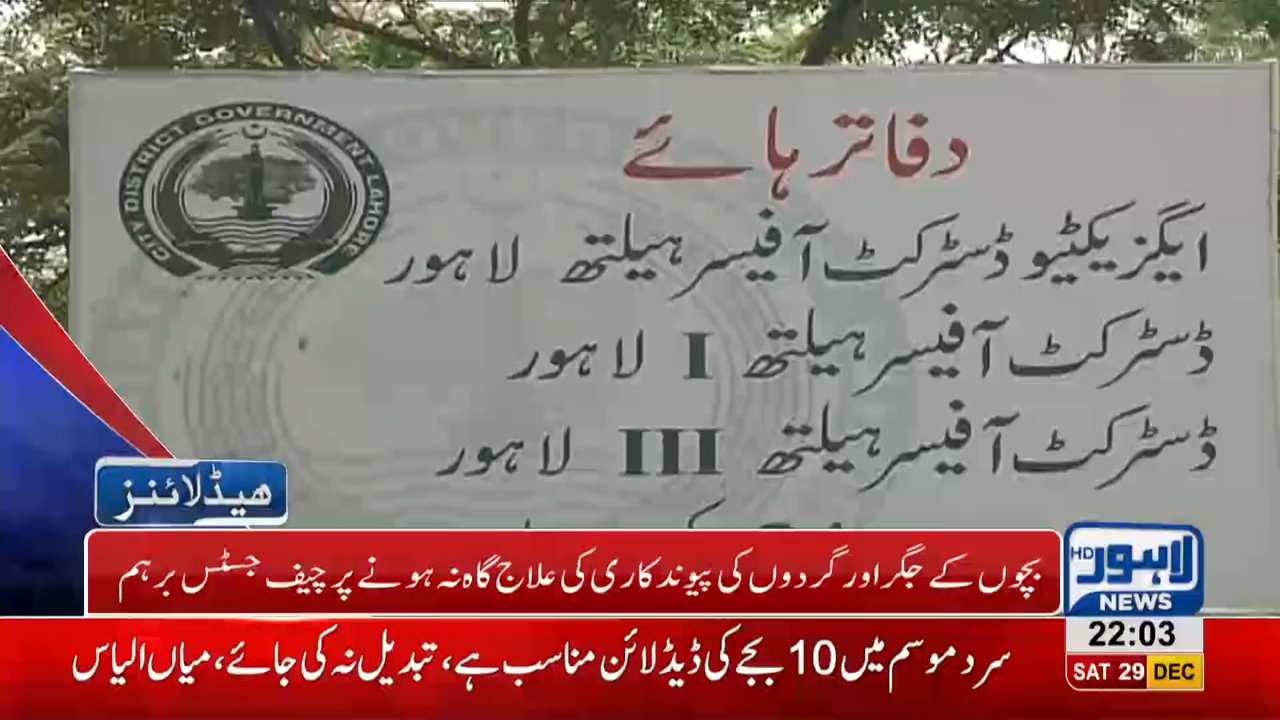 CITY DISTRICT GOVERNMENT LAHORE
دفاتر ہائے
ایگزیکٹیو ڈسٹرکٹ آفیسر ہیلتھ لاہور
ڈسٹرکٹ آفیسر ہیلتھ I لاہور
ڈسٹرکٹ آفیسر ہیلتھ III لاہور
ھیڈلائنز
بچوں کے جگر اور گردوں کی پیوندکاری کی علاج گاہ نہ ہونے پر چیف جسٹس برہم
لاہور HD
NEWS
22:03
سرد موسم میں 10 بجے کی ڈیڈ لائن مناسب ہے، تبدیل نہ کی جائے، میاں الیاس
SAT 29 DEC